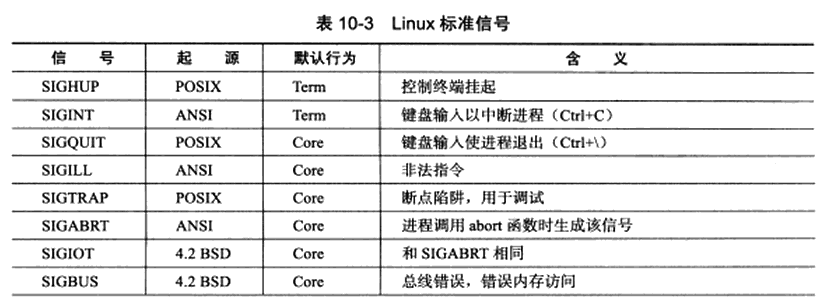 表 10-3 Linux 标准信号
信 号 起 源 默认行为 含 义
SIGHUP POSIX Term 控制终端挂起
SIGINT ANSI Term 键盘输入以中断进程（Ctrl+C）
SIGQUIT POSIX Core 键盘输入使进程退出（Ctrl+\）
SIGILL ANSI Core 非法指令
SIGTRAP POSIX Core 断点陷阱，用于调试
SIGABRT ANSI Core 进程调用 abort 函数时生成该信号
SIGIOT 4.2 BSD Core 和 SIGABRT 相同
SIGBUS 4.2 BSD Core 总线错误，错误内存访问